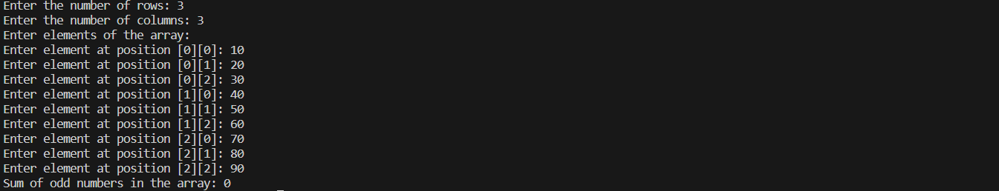 Enter the number of rows: 3
Enter the number of columns: 3
Enter elements of the array:
Enter element at position [0][0]: 10
Enter element at position [0][1]: 20
Enter element at position [0][2]: 30
Enter element at position [1][0]: 40
Enter element at position [1][1]: 50
Enter element at position [1][2]: 60
Enter element at position [2][0]: 70
Enter element at position [2][1]: 80
Enter element at position [2][2]: 90
Sum of odd numbers in the array: 0